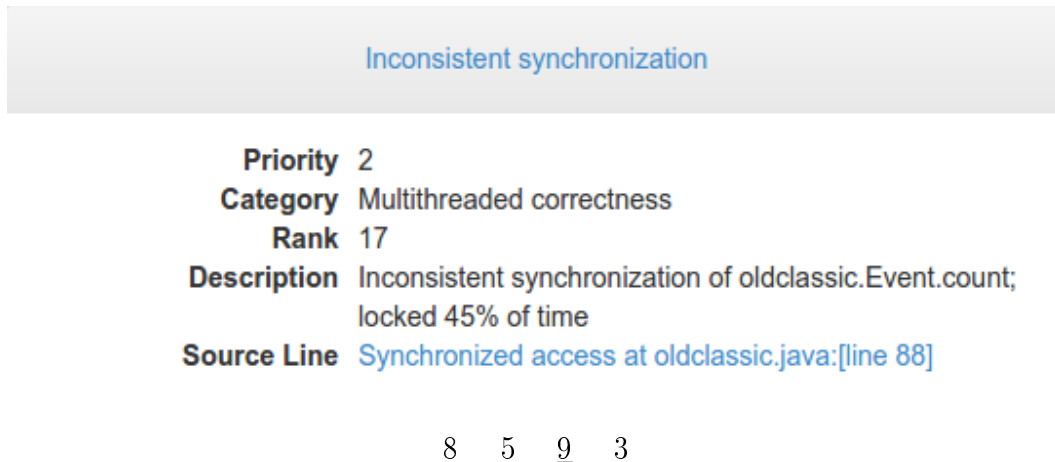 Inconsistent synchronization
Priority 2
Category Multithreaded correctness
Rank 17
Description Inconsistent synchronization of oldclassic.Event.count;
locked 45% of time
Source Line Synchronized access at oldclassic.java:[line 88]
8 5 9 3